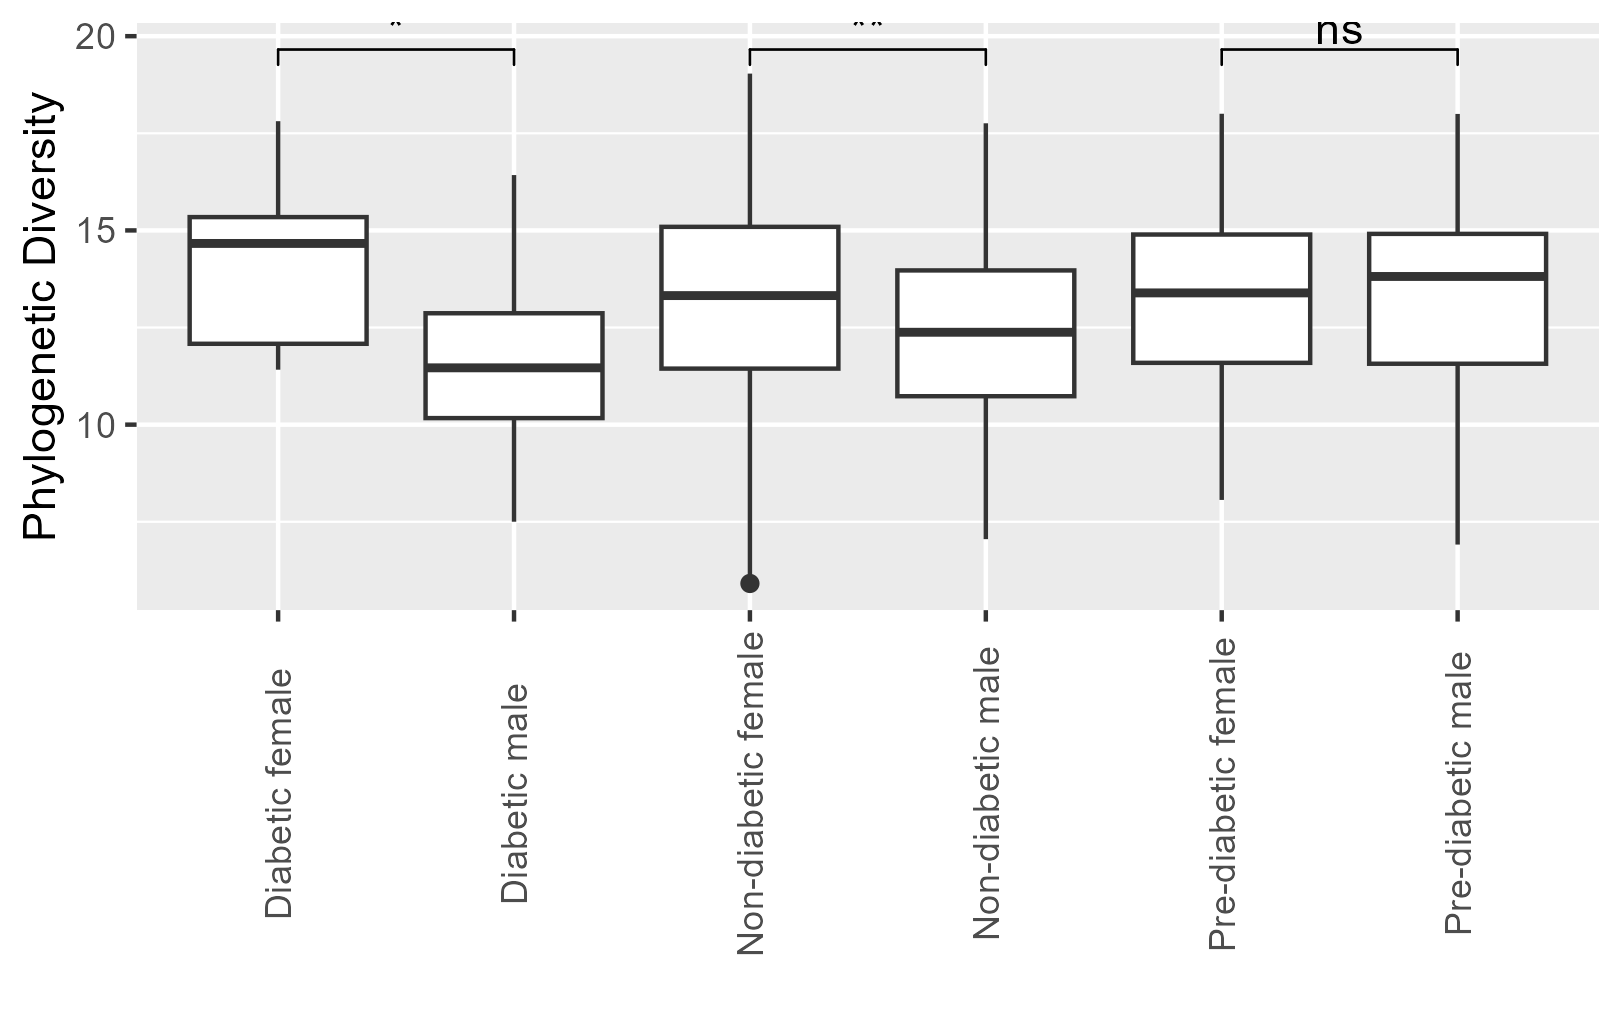 * ** ns
20
15
10
Phylogenetic Diversity
Diabetic female
Diabetic male
Non-diabetic female
Non-diabetic male
Pre-diabetic female
Pre-diabetic male